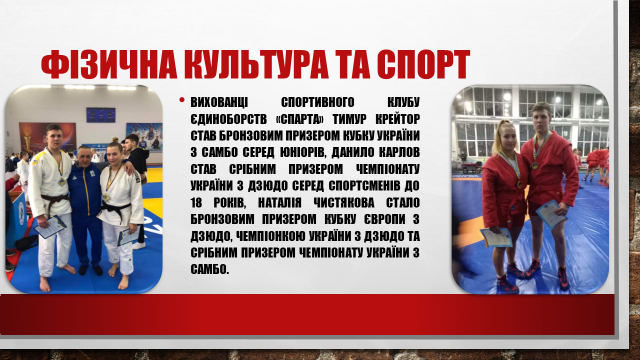 ФІЗИЧНА КУЛЬТУРА ТА СПОРТ
• ВИХОВАНЦІ СПОРТИВНОГО КЛУБУ
ЄДИНОБОРСТВ «СПАРТА» ТИМУР КРЕЙТОР
СТАВ БРОНЗОВИМ ПРИЗЕРОМ КУБКУ УКРАЇНИ
З САМБО СЕРЕД ЮНІОРІВ, ДАНИЛО КАРЛОВ
СТАВ СРІБНИМ ПРИЗЕРОМ ЧЕМПІОНАТУ
УКРАЇНИ З ДЗЮДО СЕРЕД СПОРТСМЕНІВ ДО
18 РОКІВ, НАТАЛІЯ ЧИСТЯКОВА СТАЛО
БРОНЗОВИМ ПРИЗЕРОМ КУБКУ ЄВРОПИ З
ДЗЮДО, ЧЕМПІОНКОЮ УКРАЇНИ З ДЗЮДО ТА
СРІБНИМ ПРИЗЕРОМ ЧЕМПІОНАТУ УКРАЇНИ З
САМБО.